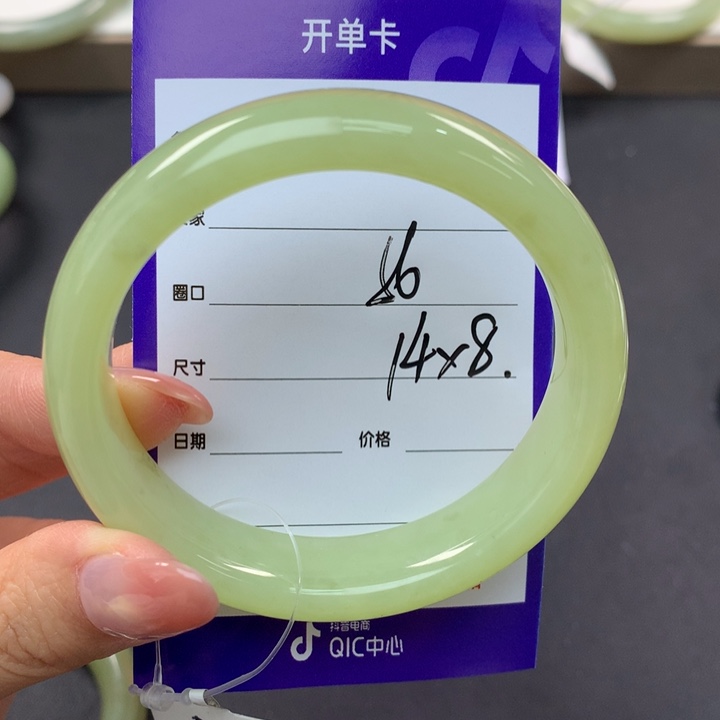 开单卡
家
圈口 56
尺寸 14x8.
日期 价格
抖音电商
QIC中心